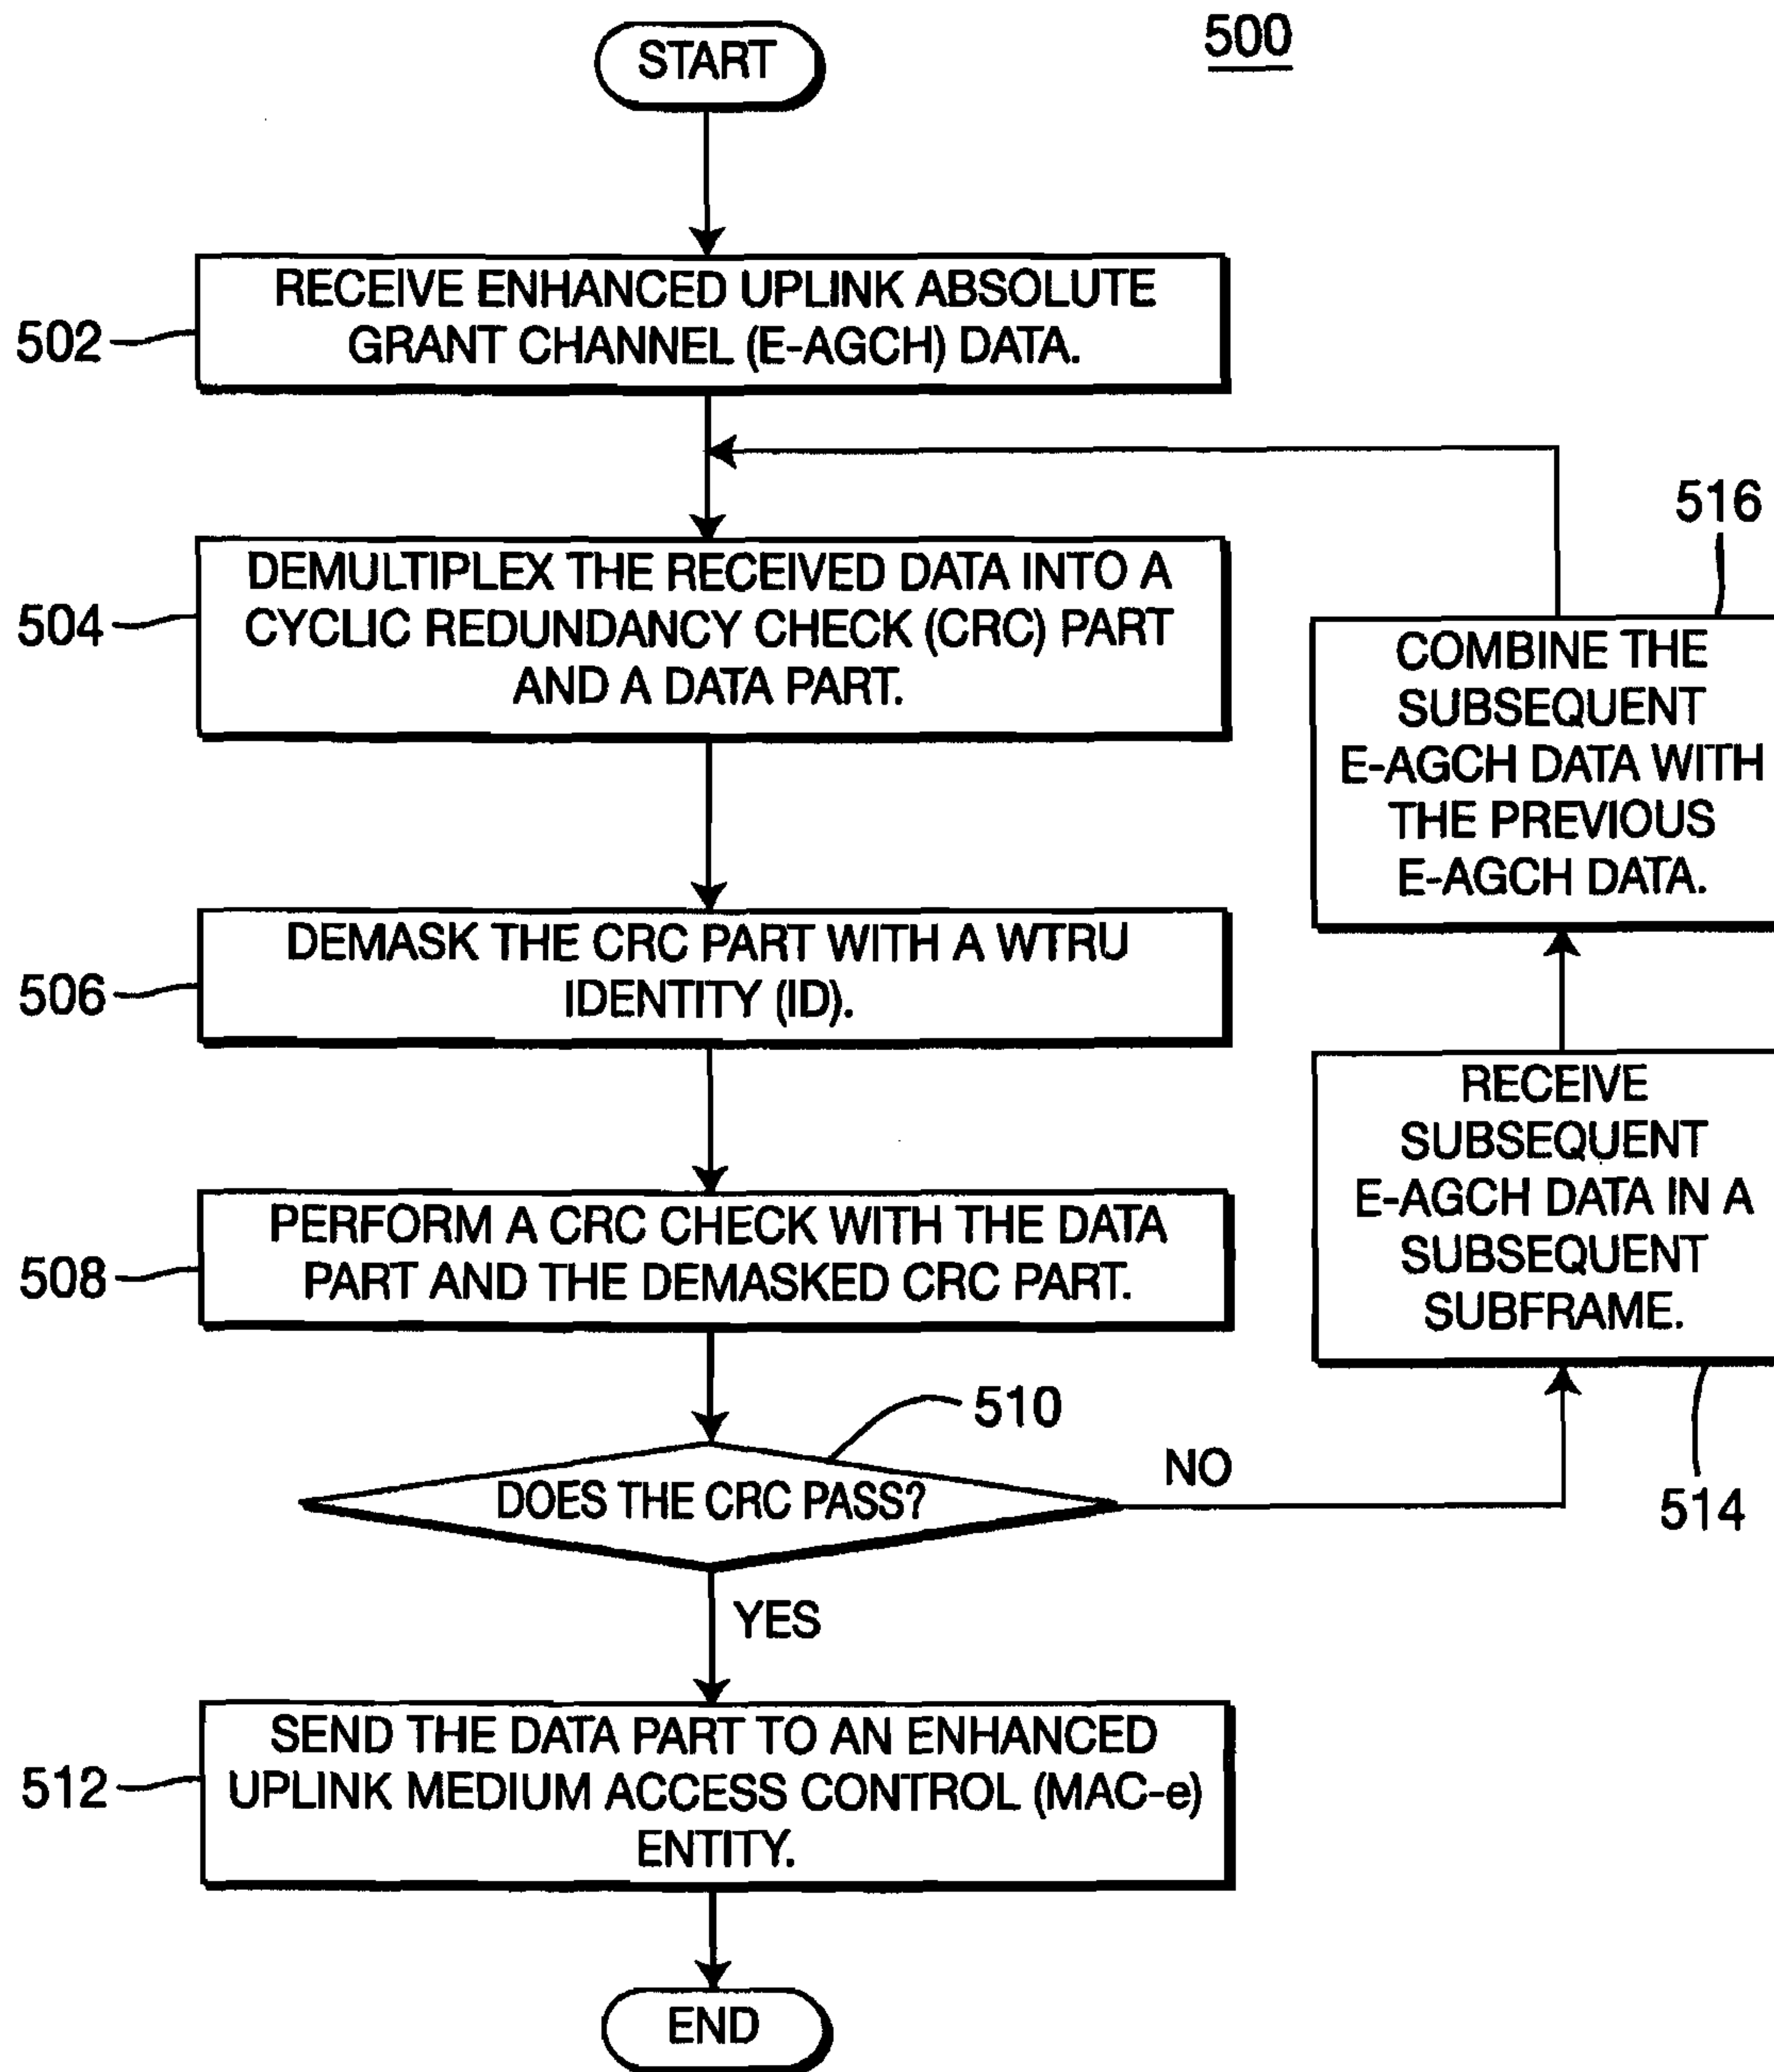 START
500
RECEIVE ENHANCED UPLINK ABSOLUTE
GRANT CHANNEL (E-AGCH) DATA.
502
DEMULTIPLEX THE RECEIVED DATA INTO A
CYCLIC REDUNDANCY CHECK (CRC) PART
AND A DATA PART.
504
DEMASK THE CRC PART WITH A WTRU
IDENTITY (ID).
506
PERFORM A CRC CHECK WITH THE DATA
PART AND THE DEMASKED CRC PART.
508
510
DOES THE CRC PASS?
NO
YES
SEND THE DATA PART TO AN ENHANCED
UPLINK MEDIUM ACCESS CONTROL (MAC-e)
ENTITY.
512
END
RECEIVE
SUBSEQUENT
E-AGCH DATA IN A
SUBSEQUENT
SUBFRAME.
514
516
COMBINE THE
SUBSEQUENT
E-AGCH DATA WITH
THE PREVIOUS
E-AGCH DATA.